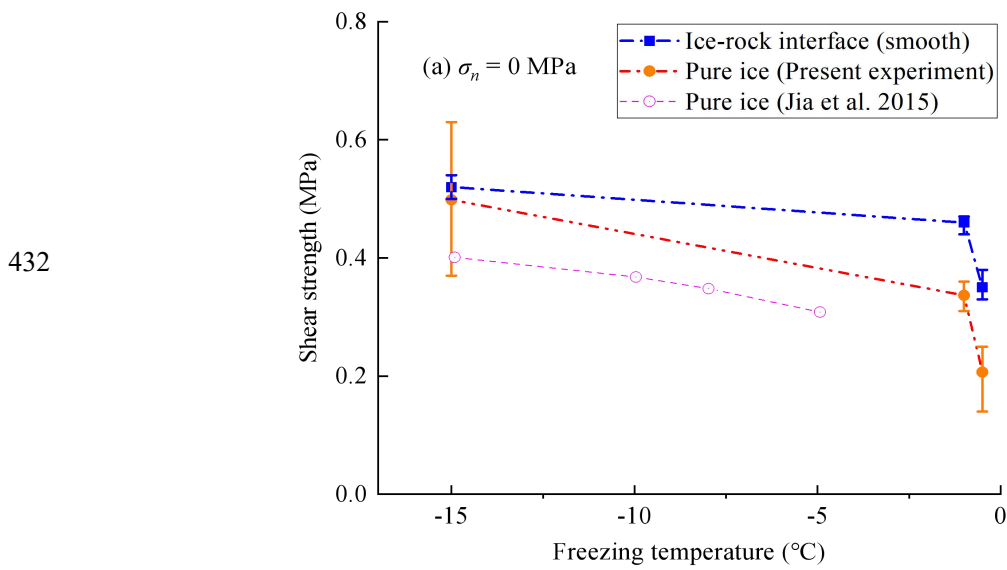 432
0.8
0.6
0.4
0.2
0.0
-15
-10
-5
0
Shear strength (MPa)
Freezing temperature (℃)
(a) σn = 0 MPa
Ice-rock interface (smooth)
Pure ice (Present experiment)
Pure ice (Jia et al. 2015)